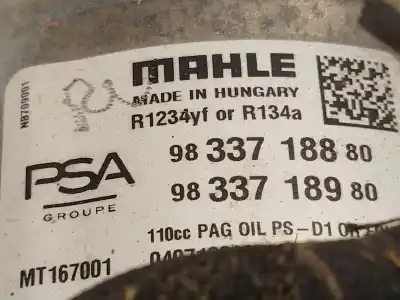 MAHLE
MADE IN HUNGARY
R1234yf or R134a
NB709001
98 337 188 80
98 337 189 80
PSA
GROUPE
110cc PAG OIL PS-D1
MT167001